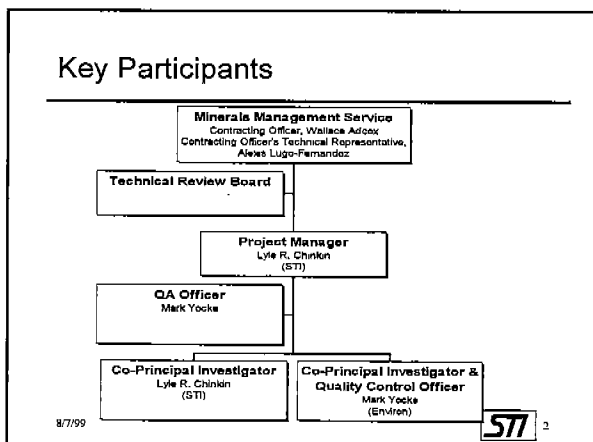 Key Participants
Minerals Management Service
Contracting Officer, Wallace Adcox
Contracting Officer's Technical Representative,
Alexis Lugo-Fernandez
Technical Review Board
Project Manager
Lyle R. Chinkin
(STI)
QA Officer
Mark Yocke
Co-Principal Investigator
Lyle R. Chinkin
(STI)
Co-Principal Investigator &
Quality Control Officer
Mark Yocke
(Environ)
8/7/99
STI
2